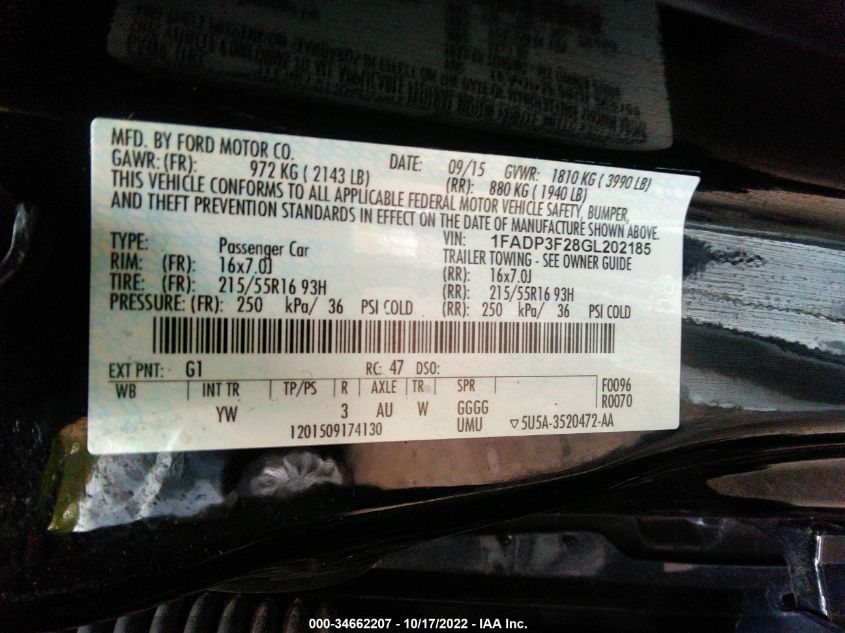 MFD. BY FORD MOTOR CO.
DATE: 09/15 GVWR: 1810 KG ( 3990 LB)
GAWR: (FR): 972 KG ( 2143 LB) (RR): 880 KG ( 1940 LB)
THIS VEHICLE CONFORMS TO ALL APPLICABLE FEDERAL MOTOR VEHICLE SAFETY, BUMPER,
AND THEFT PREVENTION STANDARDS IN EFFECT ON THE DATE OF MANUFACTURE SHOWN ABOVE.
VIN: 1FADP3F28GL202185
TYPE: Passenger Car TRAILER TOWING - SEE OWNER GUIDE
RIM: (FR): 16x7.0J (RR): 16x7.0J
TIRE: (FR): 215/55R16 93H (RR): 215/55R16 93H
PRESSURE: (FR): 250 kPa/ 36 PSI COLD (RR): 250 kPa/ 36 PSI COLD
EXT PNT: G1 RC: 47 DSO:
WB INT TR TP/PS R AXLE TR SPR F0096
YW 3 AU W GGGG R0070
1201509174130 UMU ▽5U5A-3520472-AA
000-34662207 - 10/17/2022 - IAA Inc.